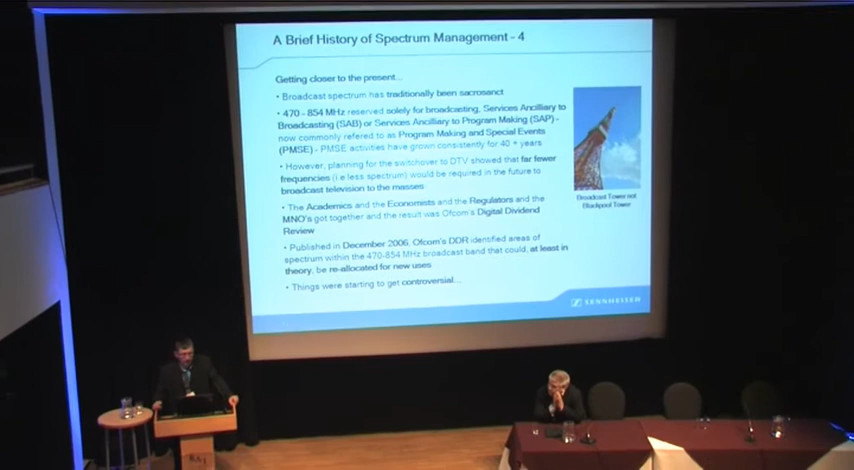 A Brief History of Spectrum Management - 4
Getting closer to the present...
• Broadcast spectrum has traditionally been sacrosanct
• 470 - 854 MHz reserved solely for broadcasting, Services Ancilliary to
Broadcasting (SAB) or Services Ancilliary to Program Making (SAP) -
now commonly refered to as Program Making and Special Events
(PMSE) - PMSE activities have grown consistently for 40 + years
• However, planning for the switchover to DTV showed that far fewer
frequencies (i.e less spectrum) would be required in the future to
broadcast television to the masses
• The Academics and the Economists and the Regulators and the
MNO's got together and the result was Ofcom's Digital Dividend
Review
• Published in December 2006, Ofcom's DDR identified areas of
spectrum within the 470-854 MHz broadcast band that could, at least in
theory, be re-allocated for new uses
• Things were starting to get controversial...
Broadcast Tower not
Blackpool Tower
SENNHEISER